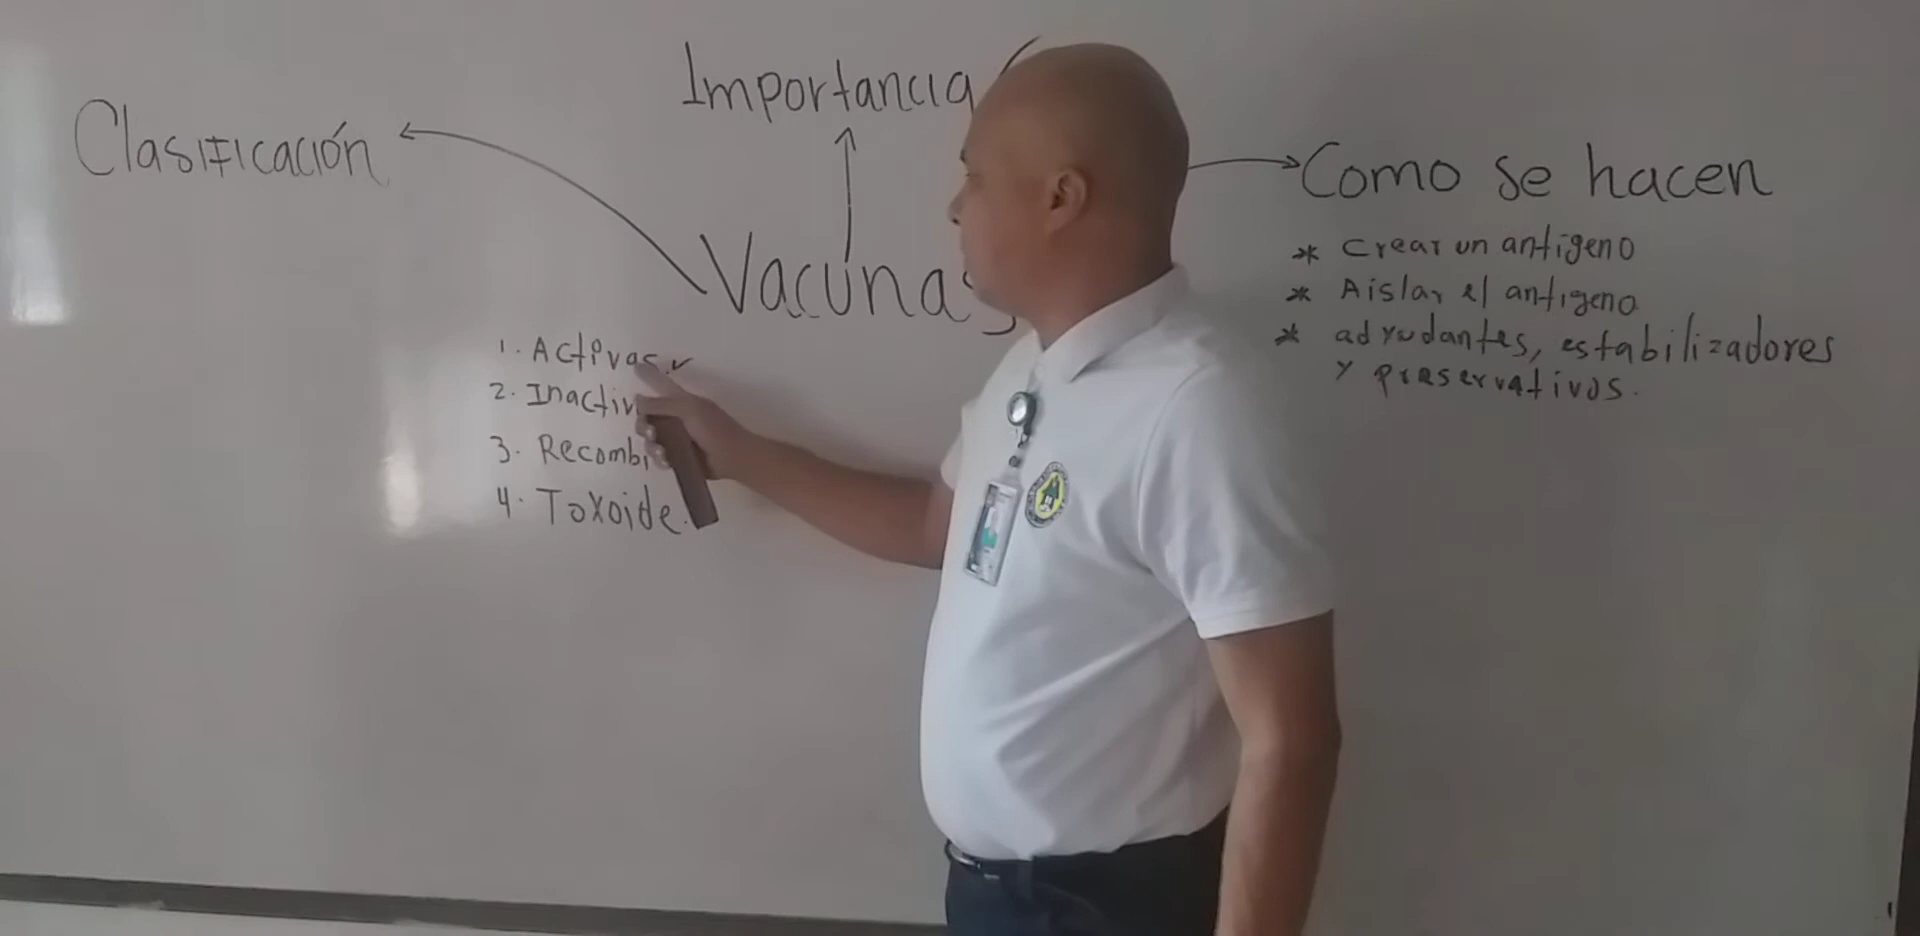 Importancia
Clasificación
Como se hacen
Vacunas
* crear un antigeno
* Aislar el antigeno
* adyudantes, estabilizadores
y preservativos.
1. Activas
2. Inactiv
3. Recombi
4. Toxoide.